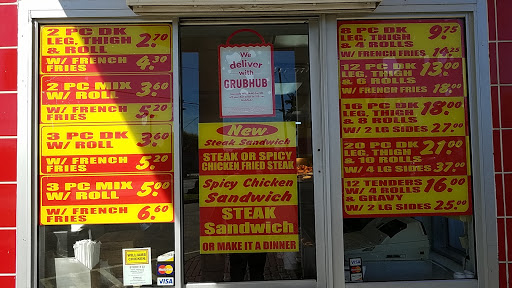 2 PC DK
LEG, THIGH
& ROLL 2.70
W/ FRENCH
FRIES 4.30
2 PC MIX
W/ ROLL 3.60
W/ FRENCH
FRIES 5.20
3 PC DK
W/ ROLL 3.60
W/ FRENCH
FRIES 5.20
3 PC MIX
W/ ROLL 5.00
W/ FRENCH
FRIES 6.60
We
deliver
with
GRUBHUB
New
Steak Sandwich
STEAK OR SPICY
CHICKEN FRIED STEAK
Spicy Chicken
Sandwich
STEAK
Sandwich
OR MAKE IT A DINNER
WILLIAMS
CHICKEN
VISA
8 PC DK
LEG, THIGH
& 4 ROLLS 9.75
W/ FRENCH FRIES 14.25
12 PC DK
LEG, THIGH
& 6 ROLLS 13.00
W/ FRENCH FRIES 18.00
16 PC DK
LEG, THIGH
& 8 ROLLS 18.00
W/ 2 LG SIDES 27.00
20 PC DK
LEG, THIGH
& 10 ROLLS 21.00
W/ 4 LG SIDES 37.00
12 TENDERS
W/ 4 ROLLS
& GRAVY 16.00
W/ 2 LG SIDES 25.00
VISA